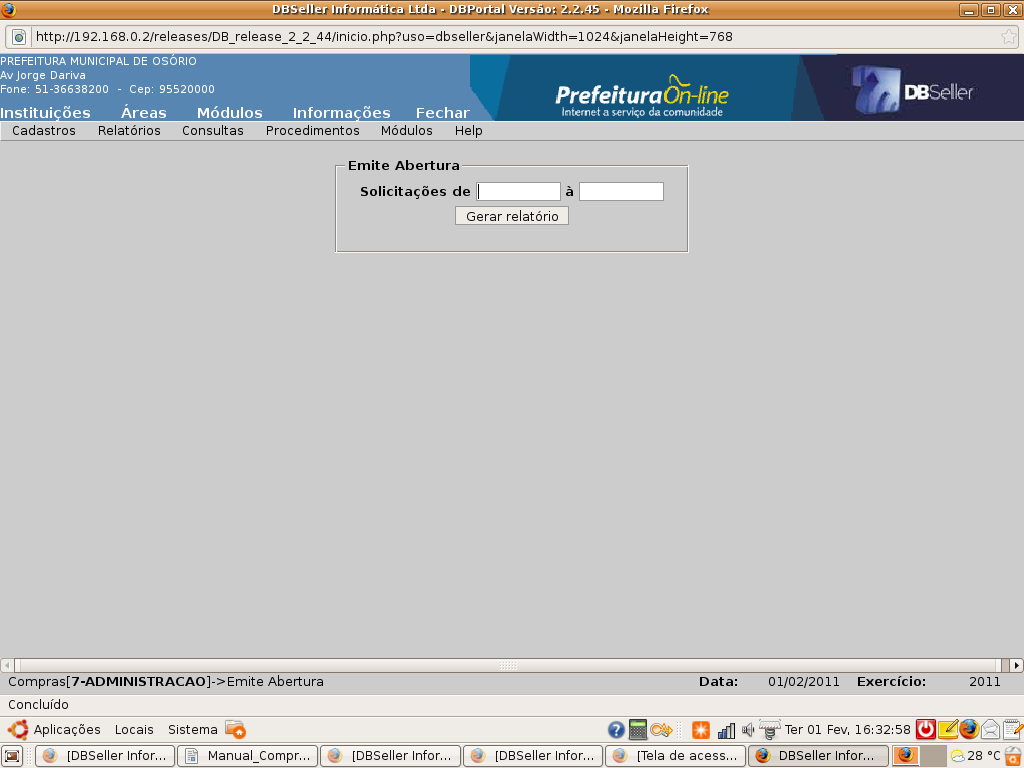 DBSeller Informática Ltda - DBPortal Versão: 2.2.45 - Mozilla Firefox
http://192.168.0.2/releases/DB_release_2_2_44/inicio.php?uso=dbseller&janelaWidth=1024&janelaHeight=768
PREFEITURA MUNICIPAL DE OSÓRIO
Av Jorge Dariva
Fone: 51-36638200 - Cep: 95520000
PrefeituraOn-line
Internet a serviço da comunidade
DBSeller
Instituições Áreas Módulos Informações Fechar
Cadastros Relatórios Consultas Procedimentos Módulos Help
Emite Abertura
Solicitações de à
Gerar relatório
Compras[7-ADMINISTRACAO]->Emite Abertura Data: 01/02/2011 Exercício: 2011
Concluído
Aplicações Locais Sistema Ter 01 Fev, 16:32:58
[DBSeller Infor... Manual_Compr... [DBSeller Infor... [DBSeller Infor... [Tela de acess... DBSeller Infor... 28 °C